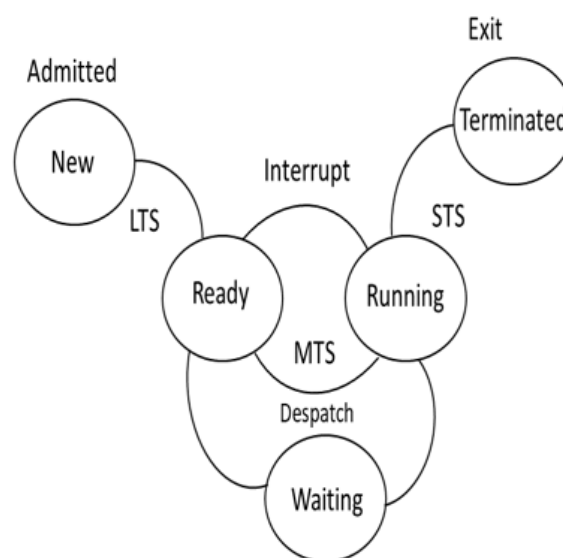 Exit
Admitted
Terminated
New
Interrupt
LTS
STS
Ready
Running
MTS
Despatch
Waiting